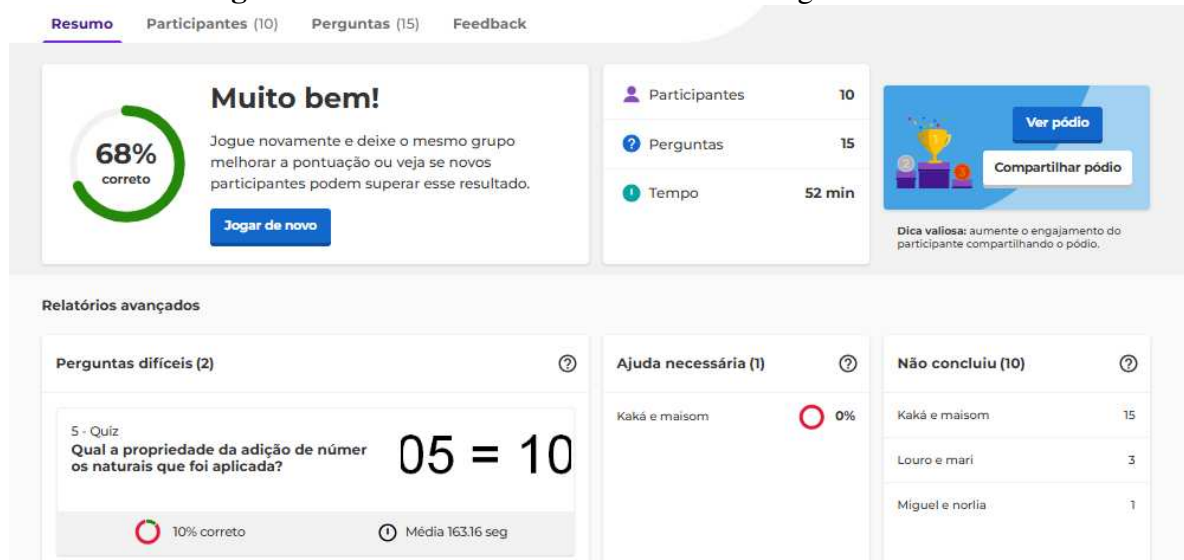 Resumo Participantes (10) Perguntas (15) Feedback
68%
correto
Muito bem!
Jogue novamente e deixe o mesmo grupo
melhorar a pontuação ou veja se novos
participantes podem superar esse resultado.
Jogar de novo
Participantes 10
Perguntas 15
Tempo 52 min
2
3
Ver pódio
Compartilhar pódio
Dica valiosa: aumente o engajamento do
participante compartilhando o pódio.
Relatórios avançados
Perguntas difíceis (2)
5 - Quiz
Qual a propriedade da adição de númer
os naturais que foi aplicada?
05 = 10
10% correto Média 163.16 seg
Ajuda necessária (1)
Kaká e maisom 0%
Não concluiu (10)
Kaká e maisom 15
Louro e mari 3
Miguel e norlia 1